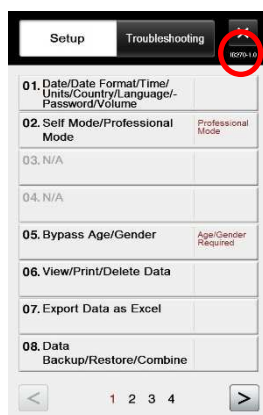 Setup
Troubleshooting
IB270-1.0
01. Date/Date Format/Time/
Units/Country/Language/-
Password/Volume
02. Self Mode/Professional
Mode
Professional
Mode
03. N/A
04. N/A
05. Bypass Age/Gender
Age/Gender
Required
06. View/Print/Delete Data
07. Export Data as Excel
08. Data
Backup/Restore/Combine
< 1 2 3 4 >